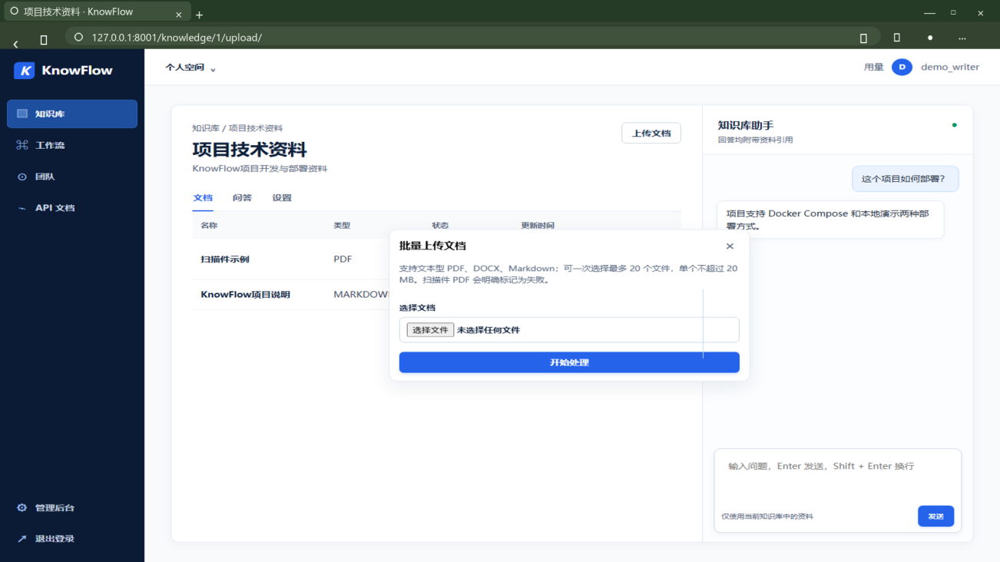 项目技术资料 · KnowFlow
127.0.0.1:8001/knowledge/1/upload/
K KnowFlow
知识库
工作流
团队
API 文档
管理后台
退出登录
个人空间
用量 D demo_writer
知识库 / 项目技术资料
项目技术资料
KnowFlow项目开发与部署资料
上传文档
文档 问答 设置
名称 类型 状态 更新时间
扫描件示例 PDF
KnowFlow项目说明 MARKDOW
批量上传文档
支持文本型 PDF、DOCX、Markdown；可一次选择最多 20 个文件，单个不超过 20
MB。扫描件 PDF 会明确标记为失败。
选择文档
选择文件 未选择任何文件
开始处理
知识库助手
回答均附带资料引用
这个项目如何部署？
项目支持 Docker Compose 和本地演示两种部
署方式。
输入问题，Enter 发送，Shift + Enter 换行
仅使用当前知识库中的资料
发送